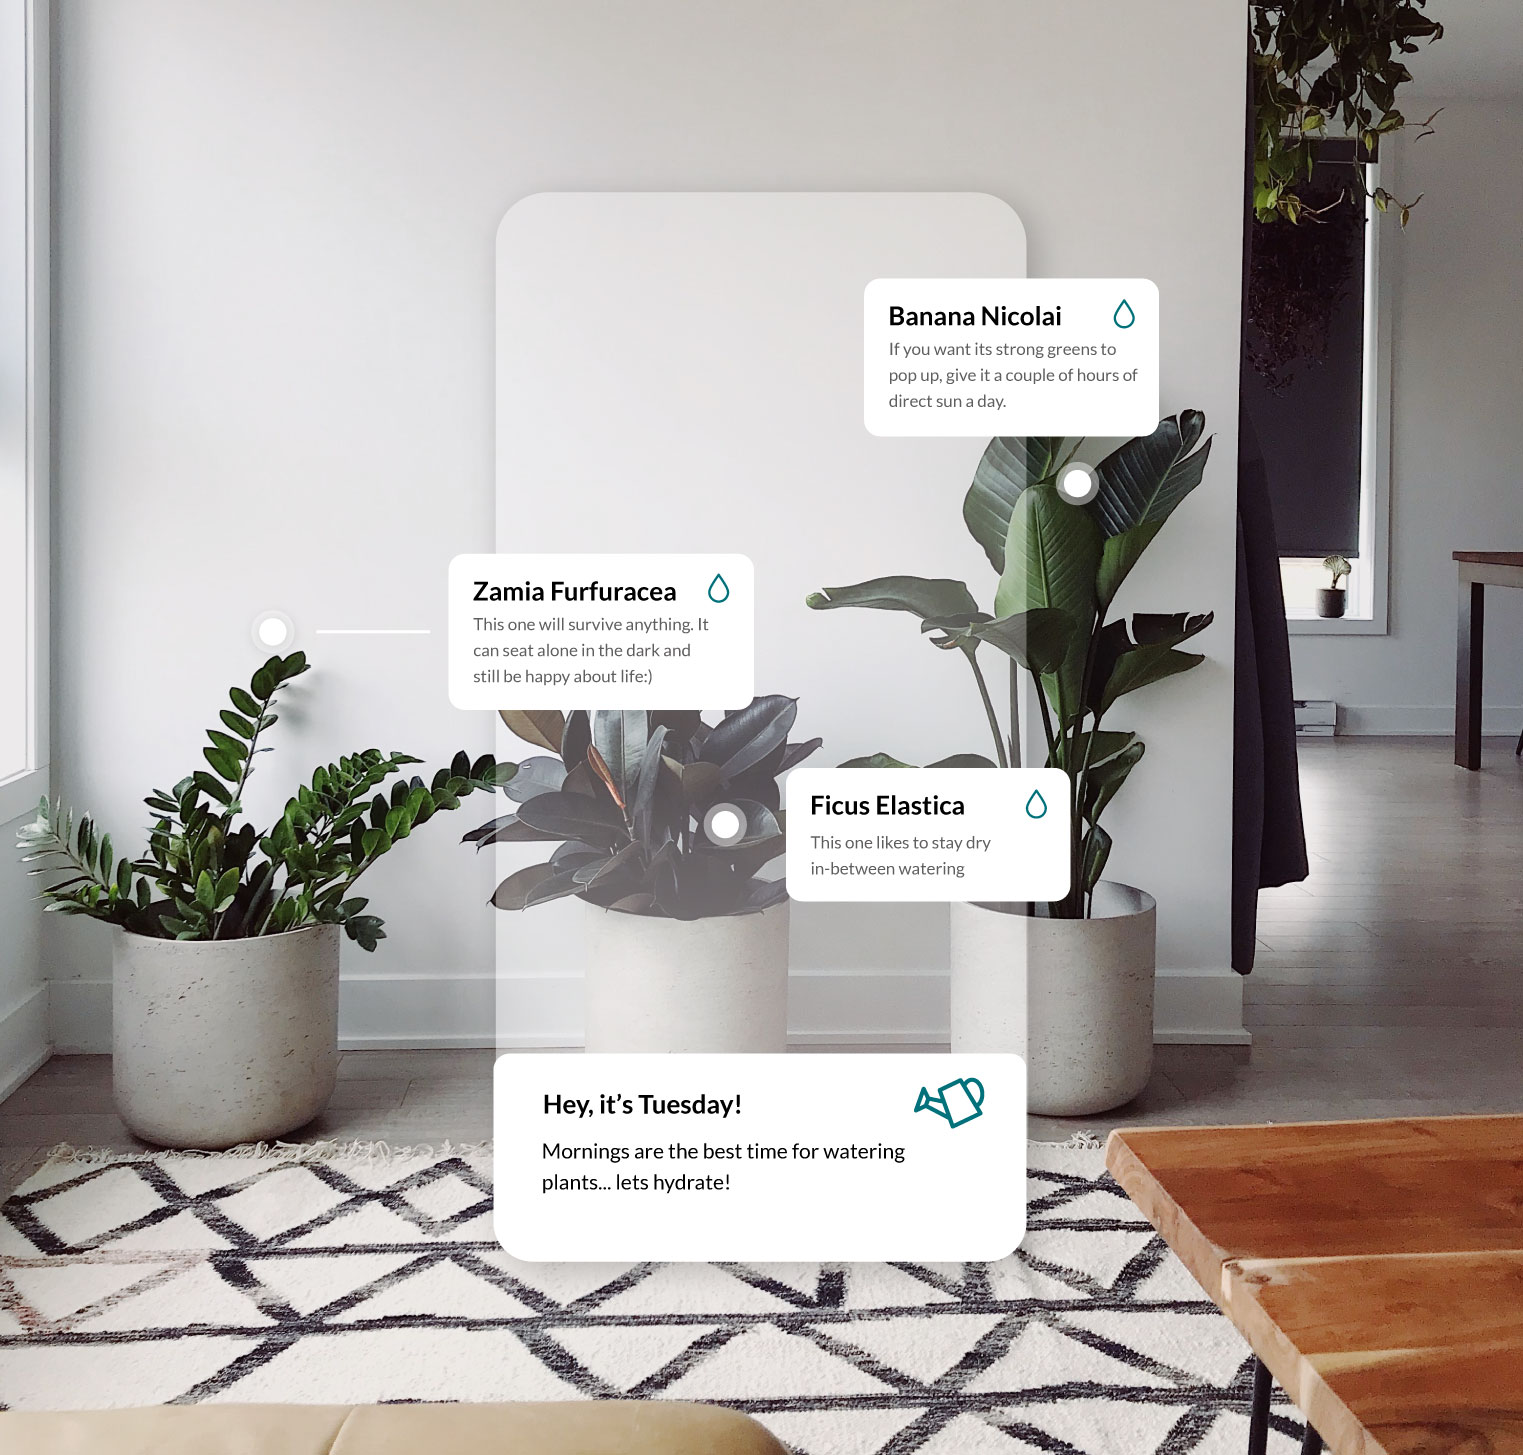 Banana Nicolai
If you want its strong greens to
pop up, give it a couple of hours of
direct sun a day.
Zamia Furfuracea
This one will survive anything. It
can seat alone in the dark and
still be happy about life:)
Ficus Elastica
This one likes to stay dry
in-between watering
Hey, it’s Tuesday!
Mornings are the best time for watering
plants... lets hydrate!